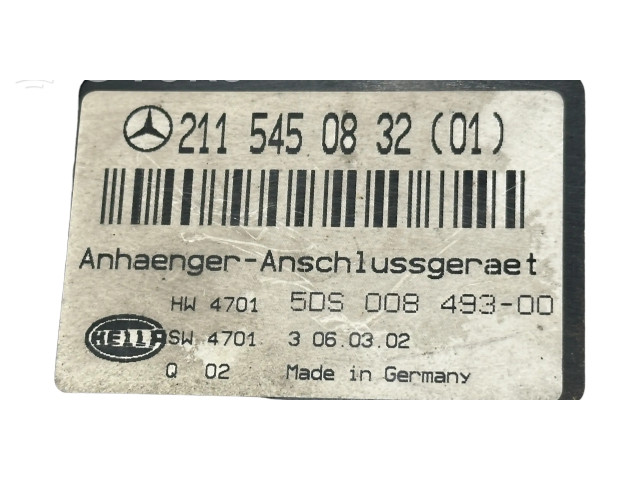 211 545 08 32 (01)
Anhaenger-Anschlussgeraet
HW 4701 5DS 008 493-00
HELLA SW 4701 3 06.03.02
Q 02 Made in Germany